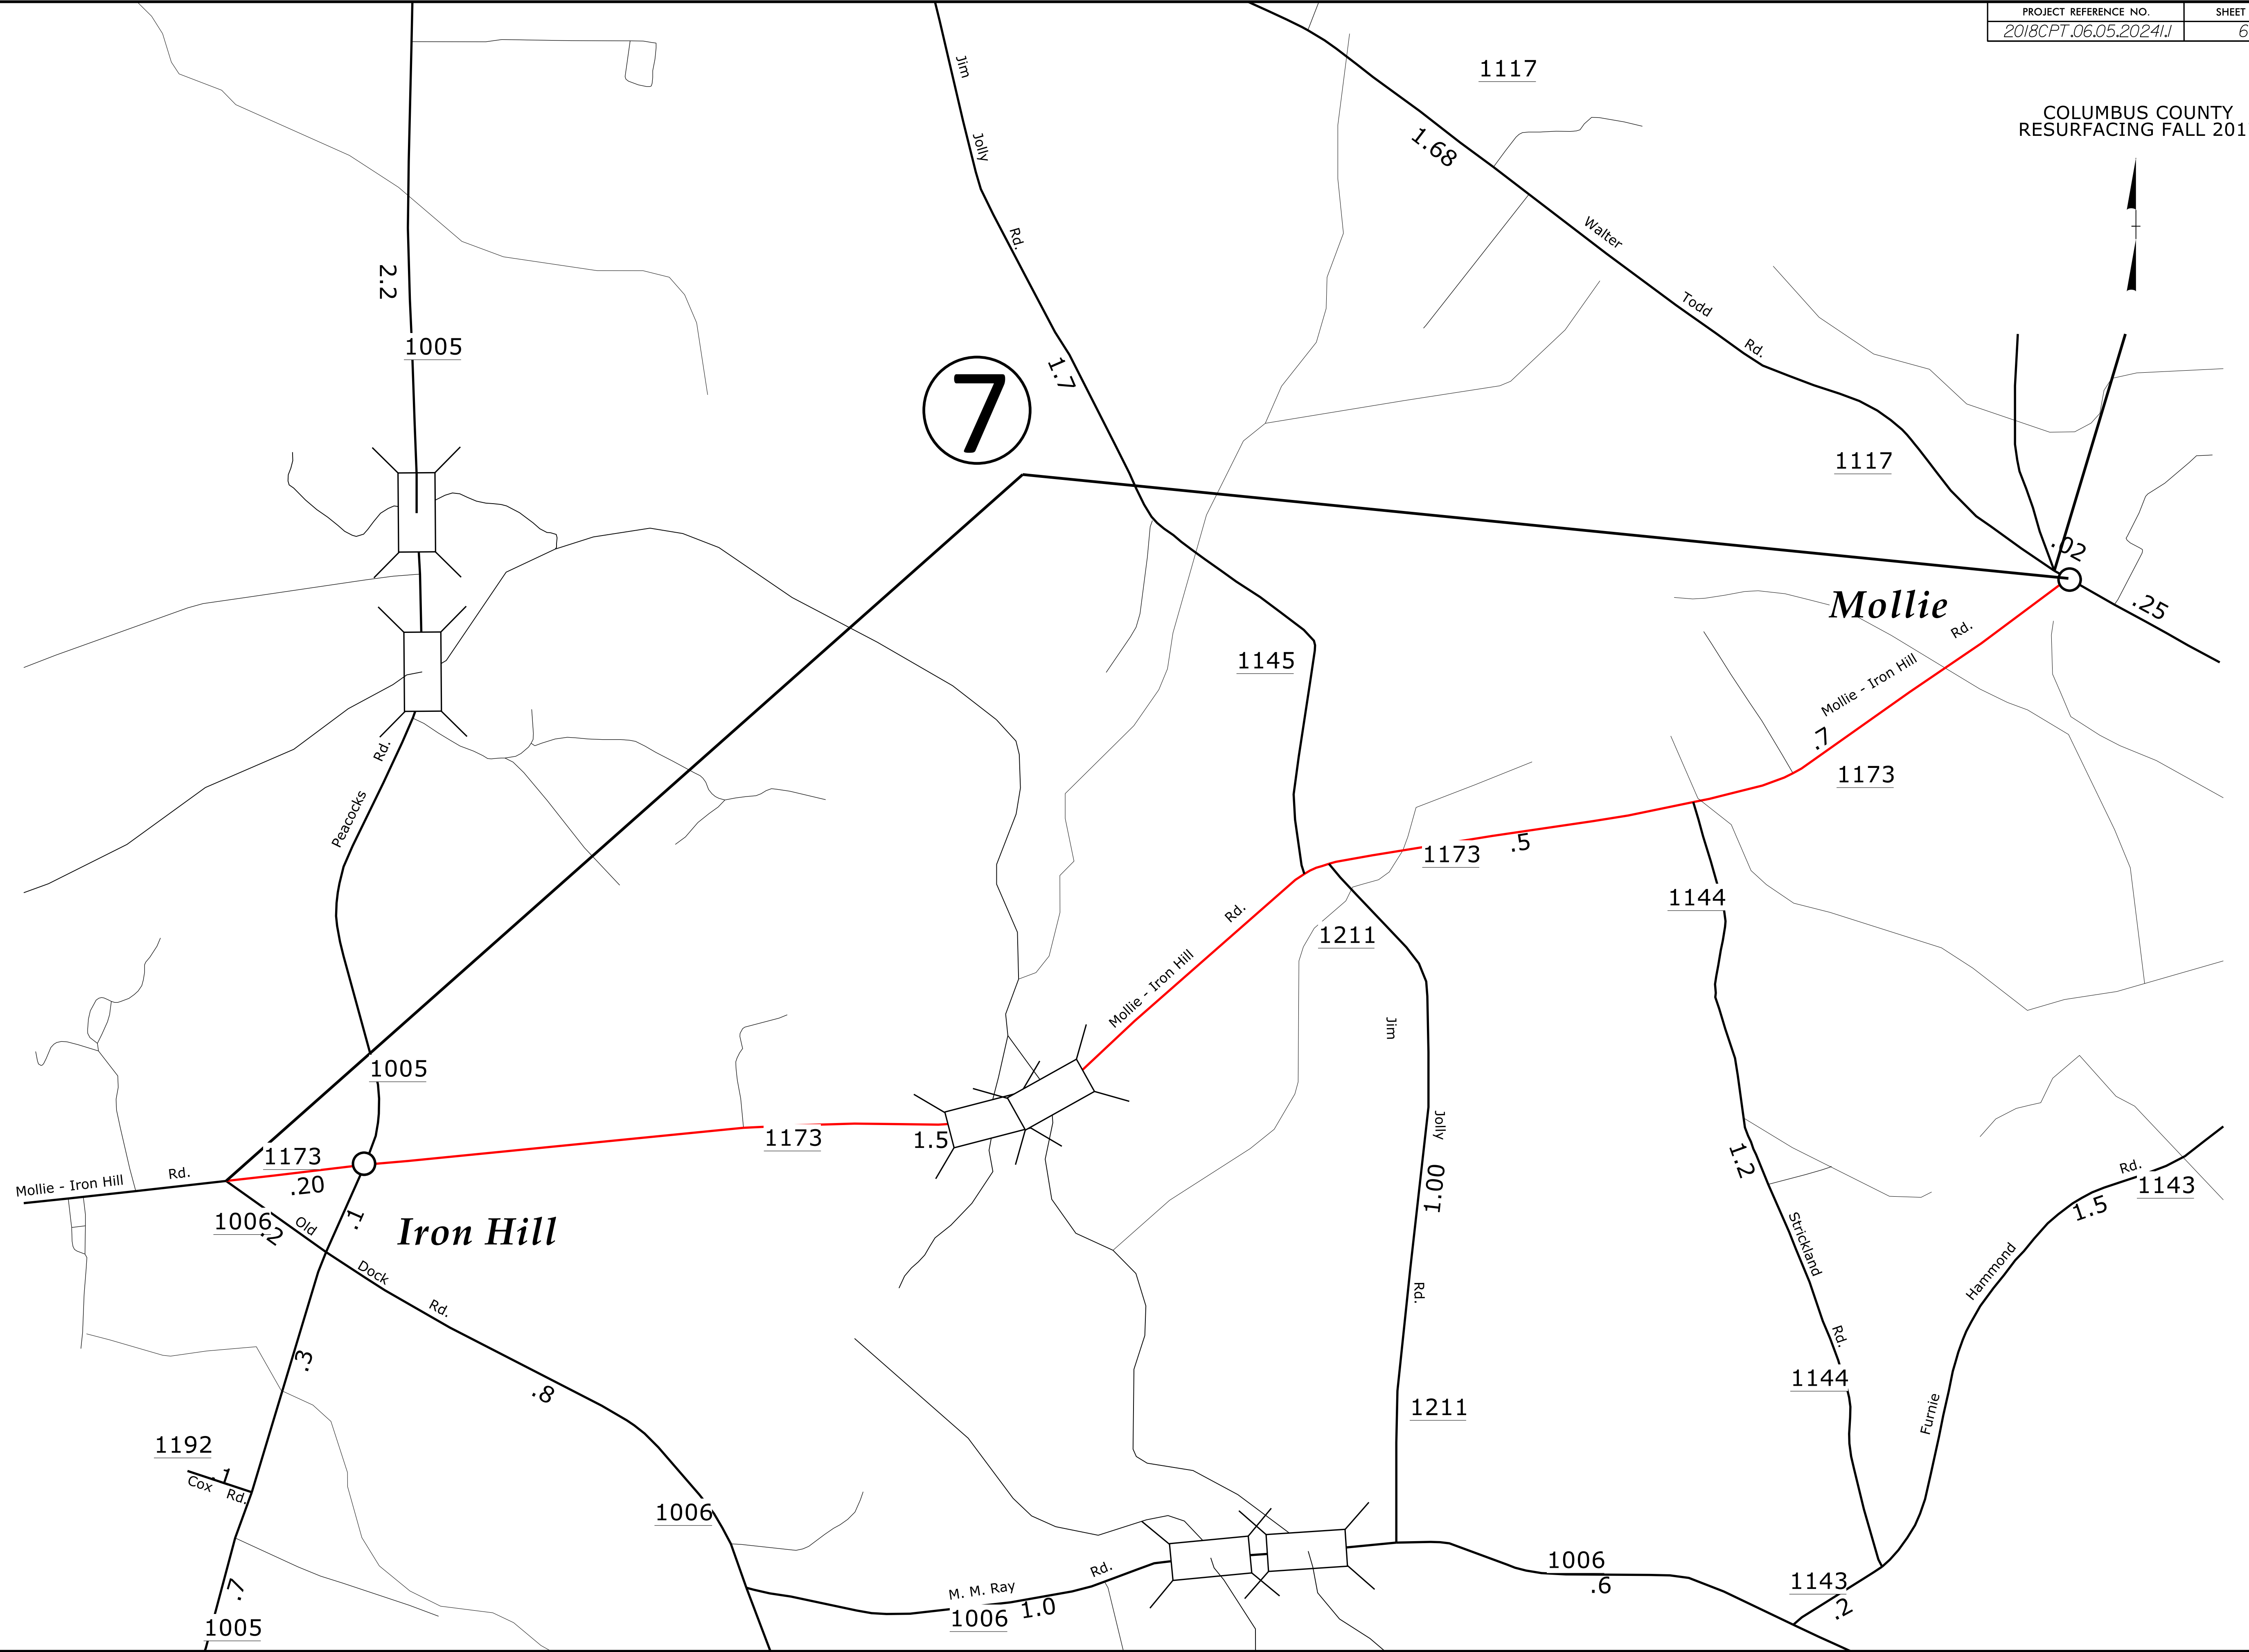 PROJECT REFERENCE NO.
SHEET
2018CPT.06.05.20241.1
6
COLUMBUS COUNTY
RESURFACING FALL 201
1117
1.68
Walter
Todd
Rd.
1117
.02
.25
Mollie
Jim
Jolly
Rd.
1.7
7
1145
2.2
1005
Peacocks
Rd.
1005
Mollie - Iron Hill
Rd.
.7
1173
1173
.5
1144
1211
Mollie - Iron Hill
Rd.
1173
1.5
1173
.20
Mollie - Iron Hill
Rd.
1006
.2
Old
Dock
Rd.
.1
Iron Hill
.3
.8
1192
.1
Cox
Rd.
.7
1005
1006
Jim
Jolly
Rd.
1.00
1211
1.2
Strickland
Rd.
1144
Furnie
Hammond
Rd.
1.5
1143
M. M. Ray
Rd.
1006
1.0
1006
.6
1143
.2